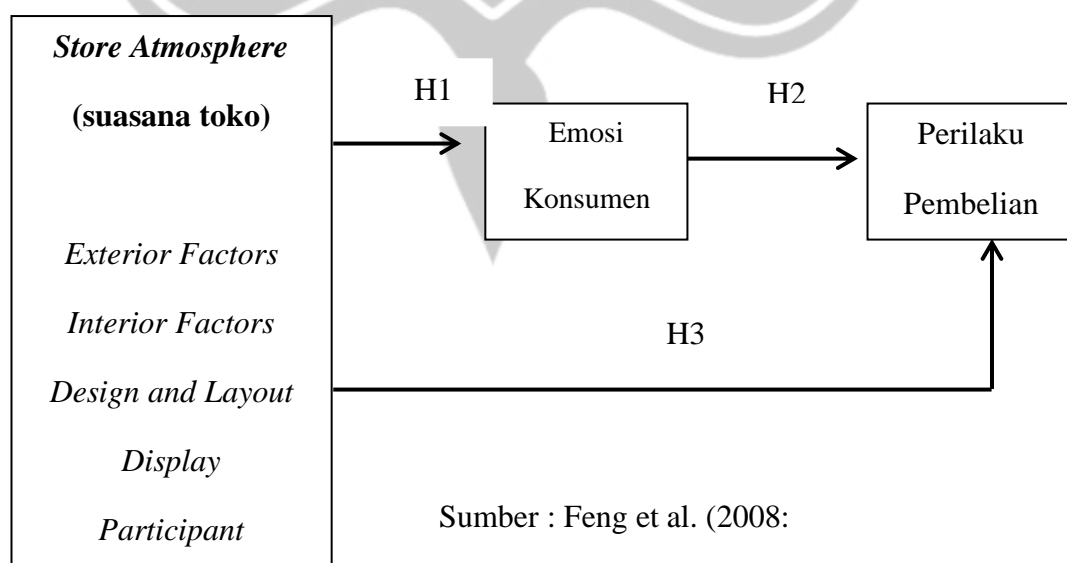 Store Atmosphere
(suasana toko)
Exterior Factors
Interior Factors
Design and Layout
Display
Participant
H1
Emosi
Konsumen
H2
Perilaku
Pembelian
H3
Sumber : Feng et al. (2008: